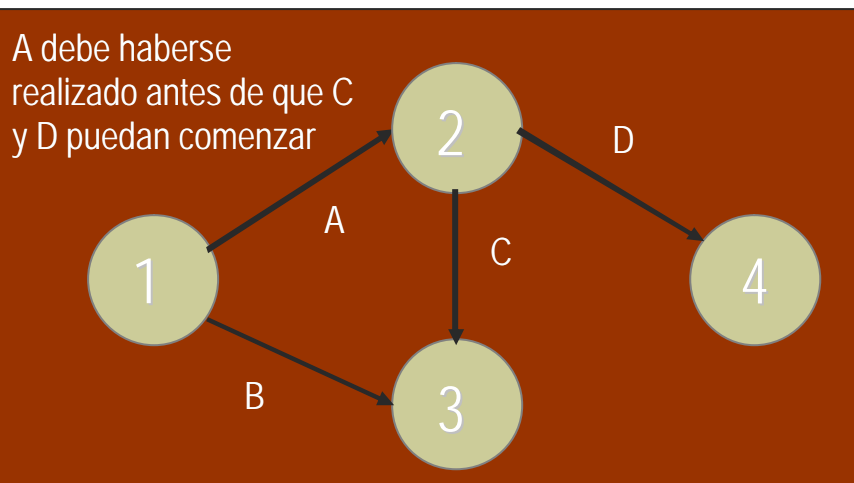 A debe haberse
realizado antes de que C
y D puedan comenzar
2
D
A
C
1
4
B
3